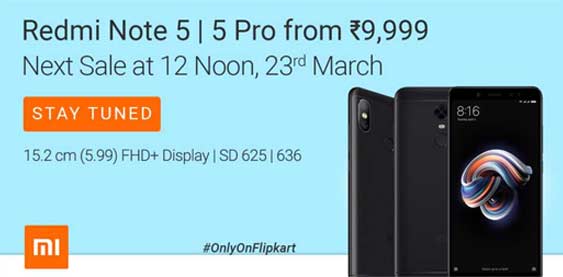 Redmi Note 5 | 5 Pro from ₹9,999
Next Sale at 12 Noon, 23rd March
STAY TUNED
15.2 cm (5.99) FHD+ Display | SD 625 | 636
8:16
mi
#OnlyOnFlipkart